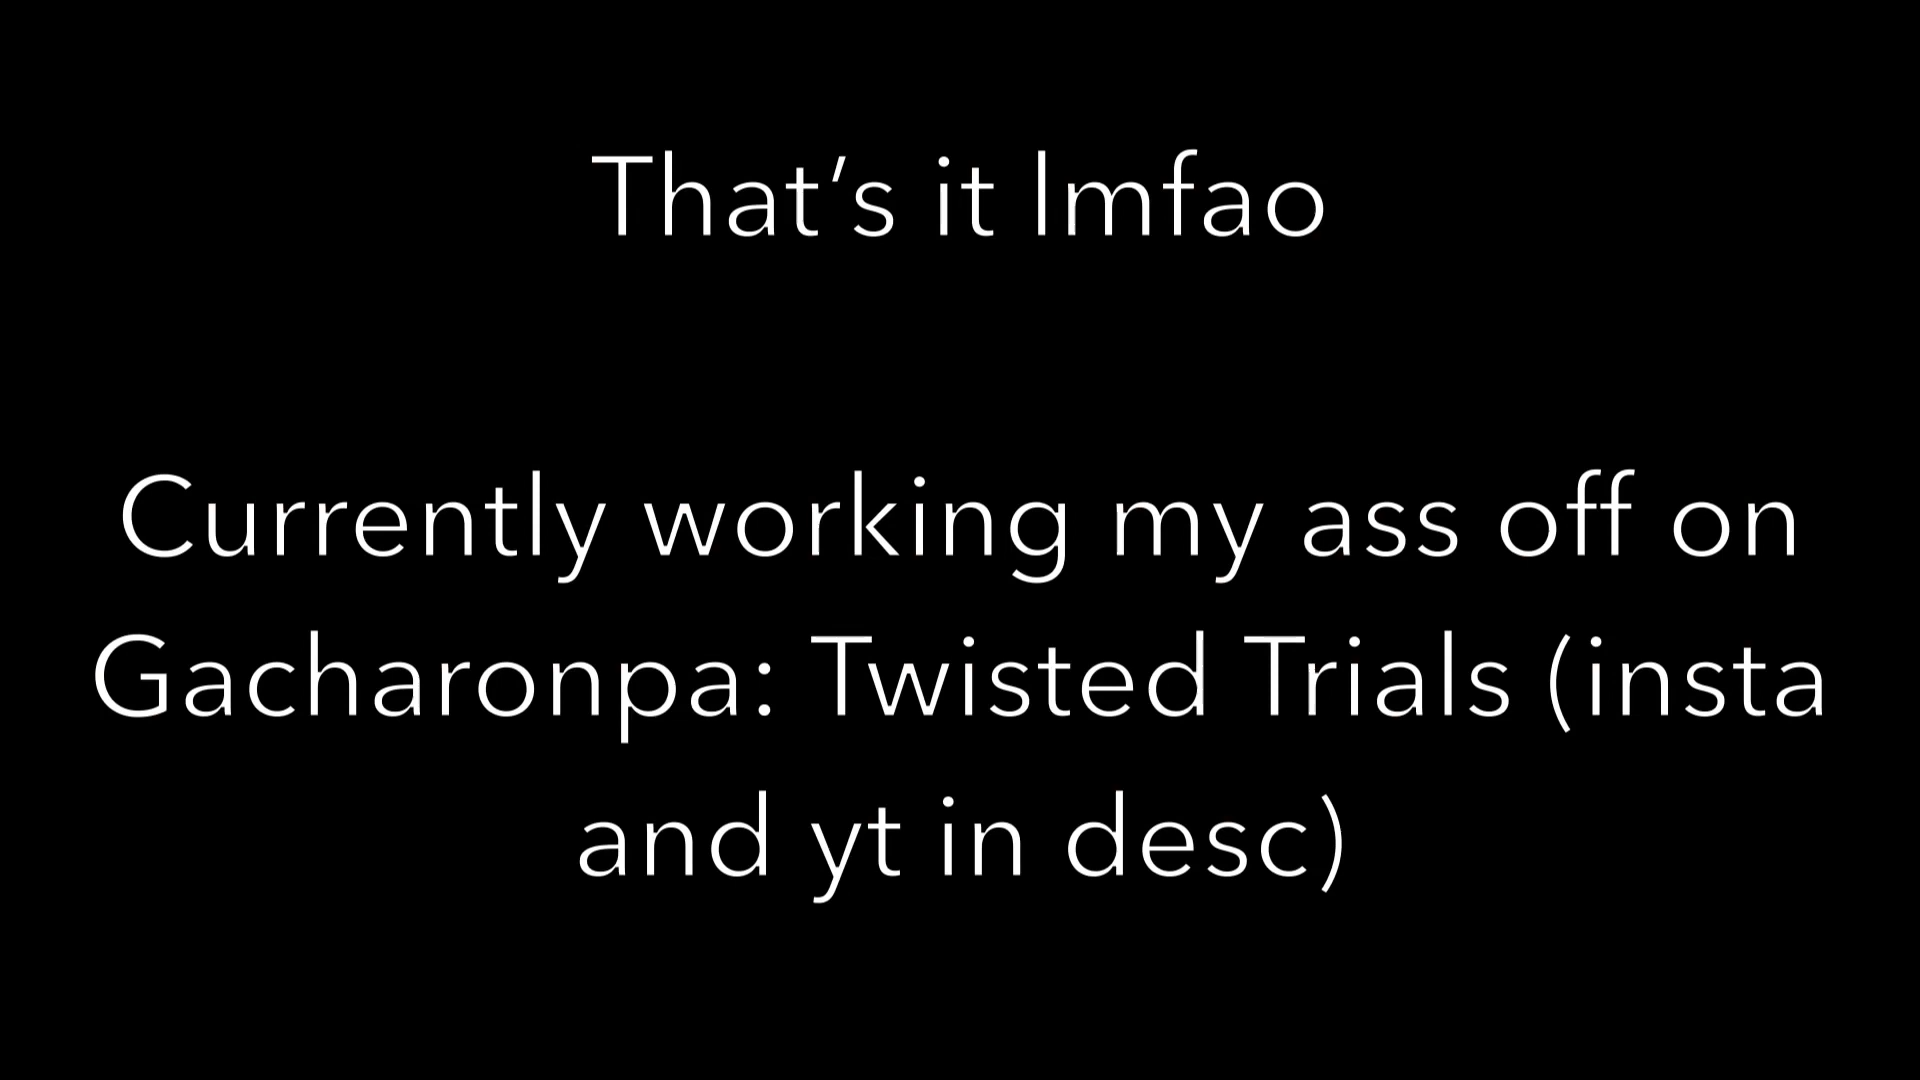 That’s it lmfao
Currently working my ass off on
Gacharonpa: Twisted Trials (insta
and yt in desc)